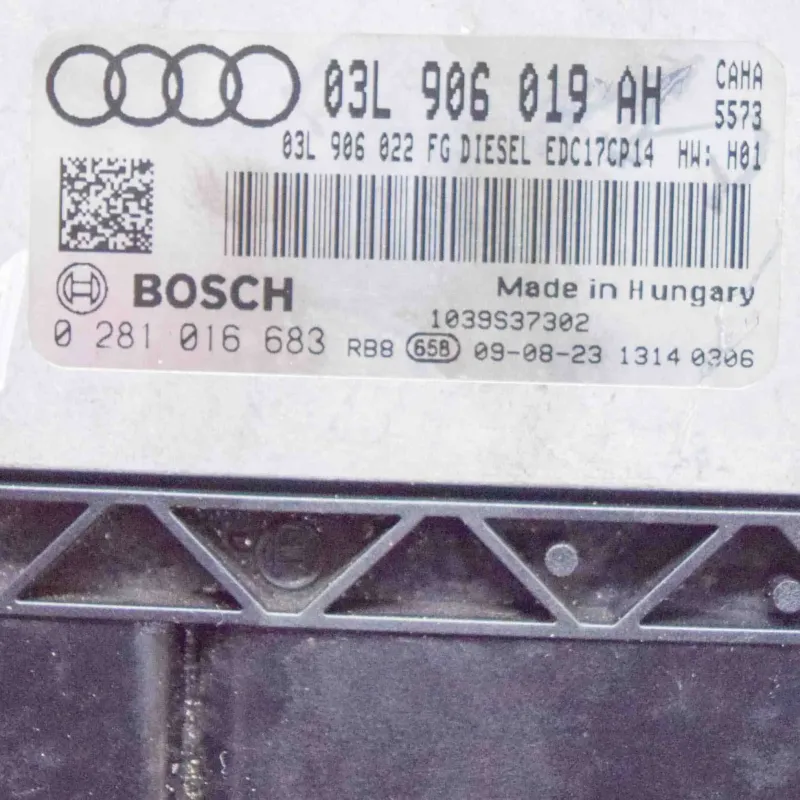 03L 906 019 AH CAHA
5573
03L 906 022 FG DIESEL EDC17CP14 HW: H01
BOSCH Made in Hungary
1039S37302
0 281 016 683 RB8 658 09-08-23 1314 0306